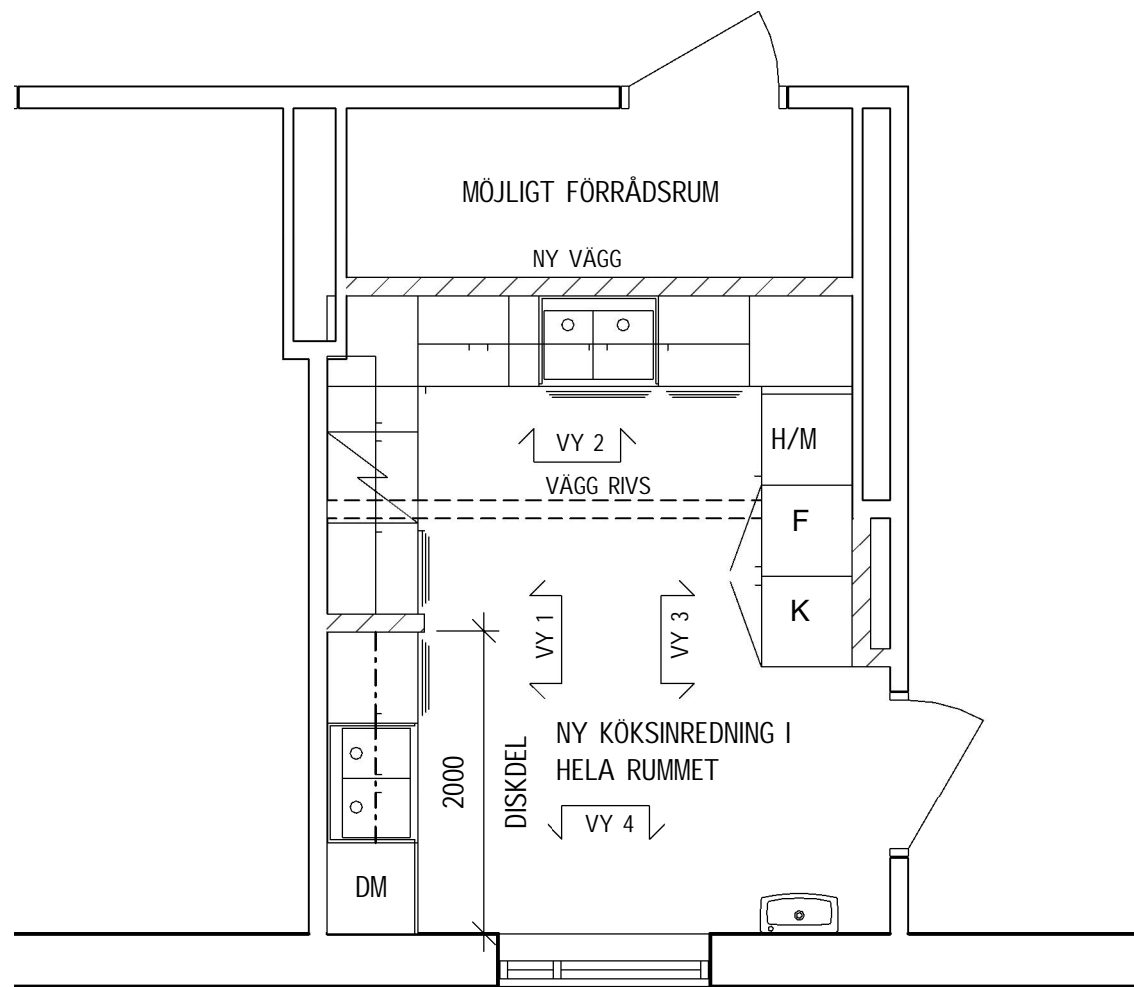 MÖJLIGT FÖRRÅDSRUM
NY VÄGG
VY 2
H/M
VÄGG RIVS
F
VY 1
VY 3
K
NY KÖKSINREDNING I
HELA RUMMET
2000
DISKDEL
VY 4
DM